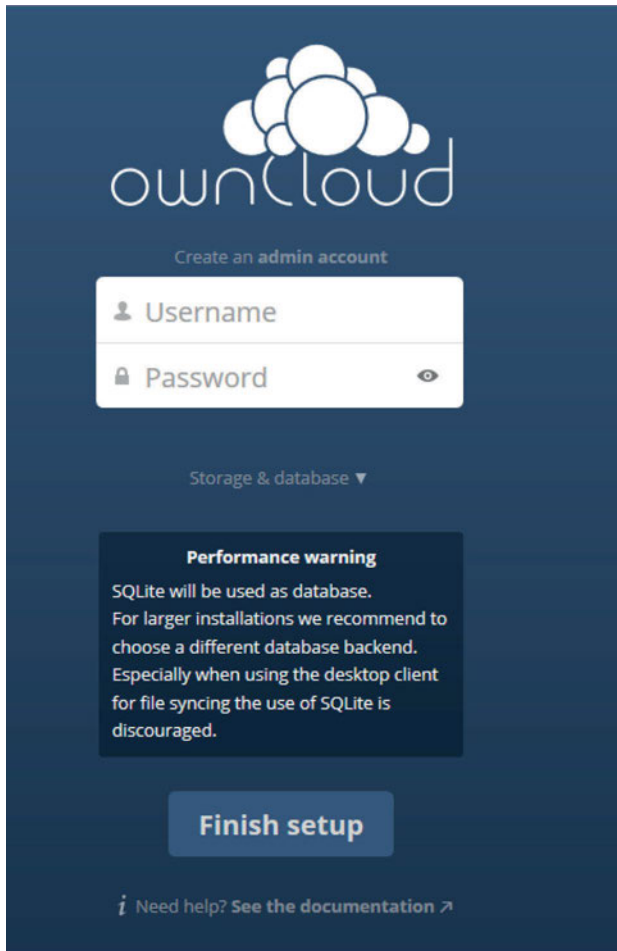 ownCloud
Create an admin account
Username
Password
Storage & database ▼
Performance warning
SQLite will be used as database.
For larger installations we recommend to
choose a different database backend.
Especially when using the desktop client
for file syncing the use of SQLite is
discouraged.
Finish setup
i Need help? See the documentation ↗